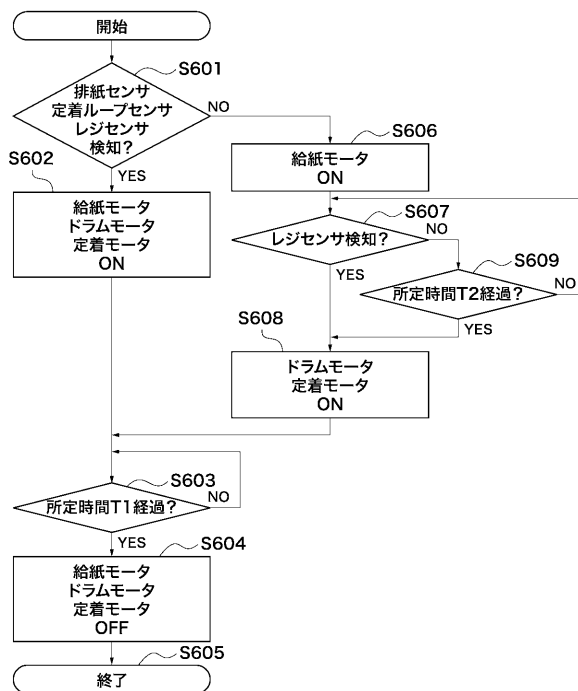 開始
S601
排紙センサ
定着ループセンサ
レジセンサ
検知？
NO
YES
S602
給紙モータ
ドラムモータ
定着モータ
ON
S606
給紙モータ
ON
S607
レジセンサ検知？
NO
YES
S609
所定時間T2経過？
NO
YES
S608
ドラムモータ
定着モータ
ON
S603
所定時間T1経過？
NO
YES
S604
給紙モータ
ドラムモータ
定着モータ
OFF
S605
終了